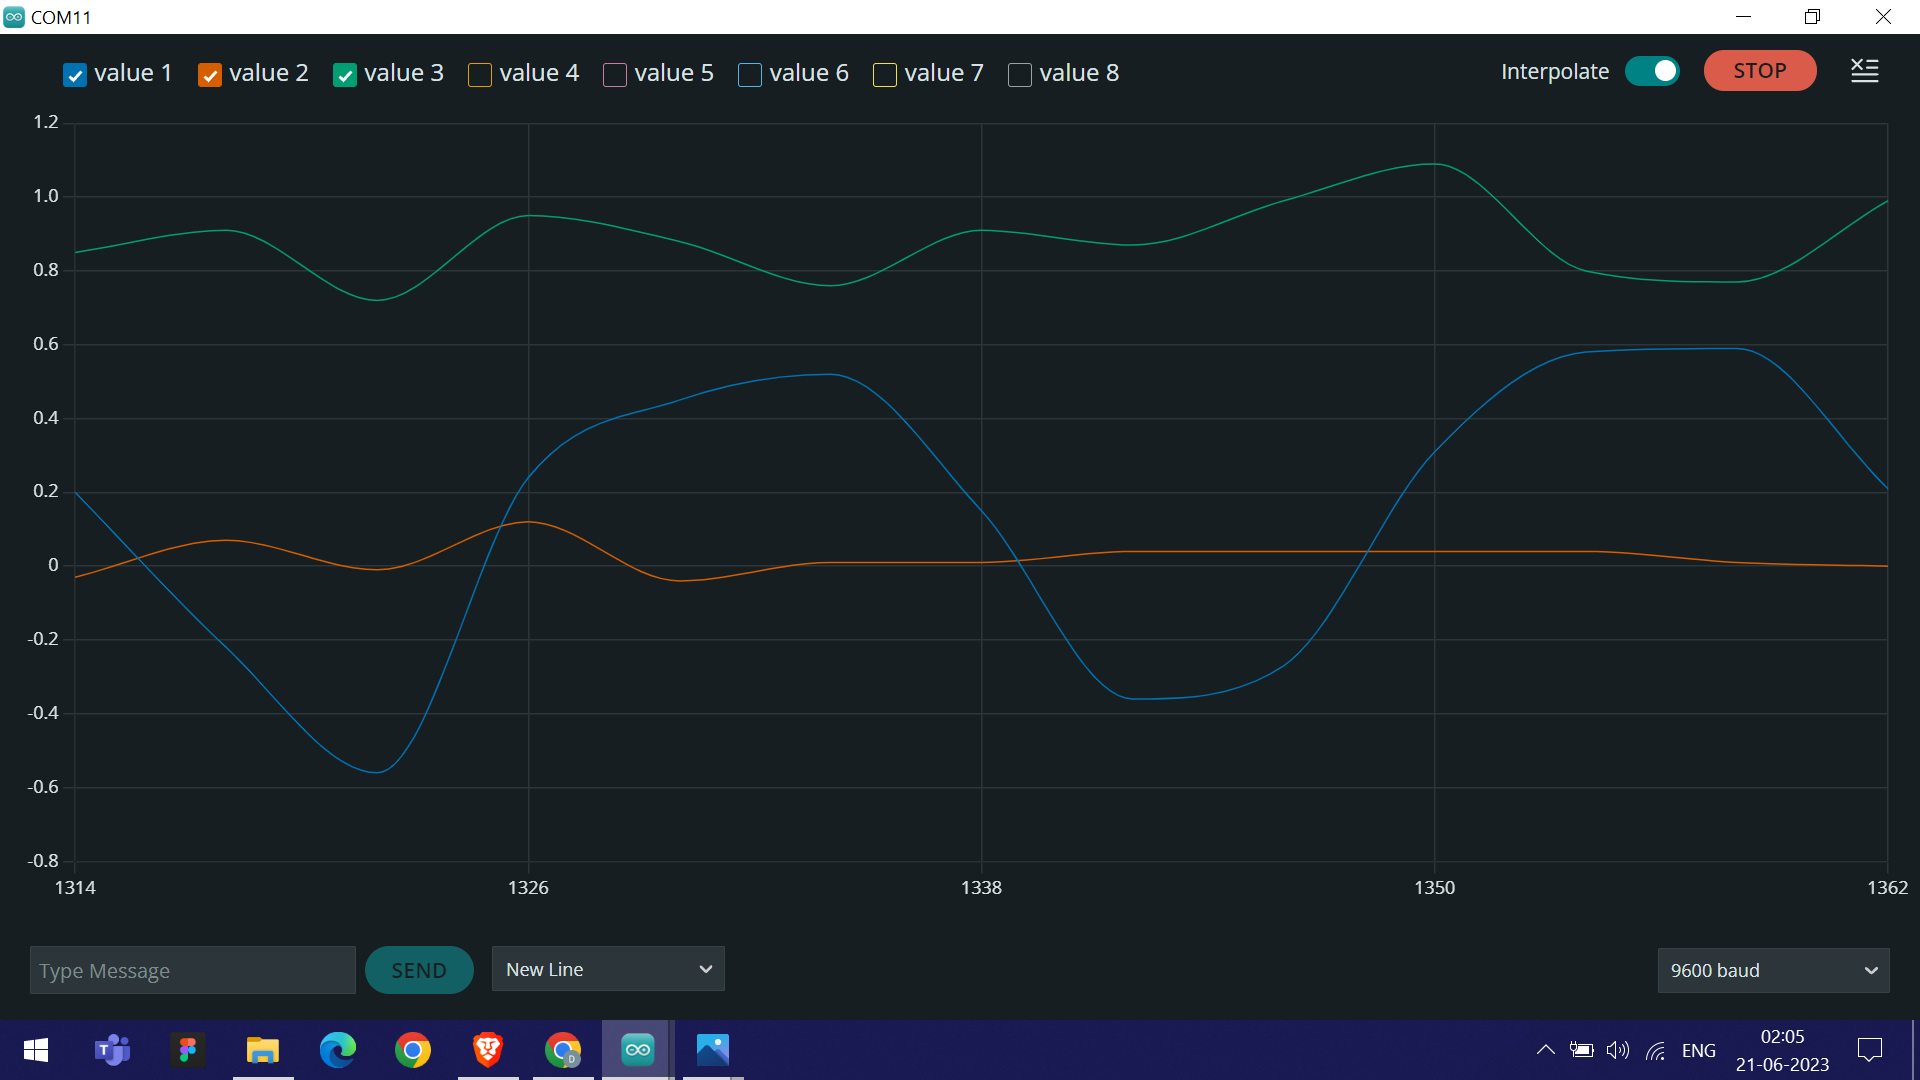 COM11
value 1 value 2 value 3 value 4 value 5 value 6 value 7 value 8 Interpolate STOP
1.2
1.0
0.8
0.6
0.4
0.2
0
-0.2
-0.4
-0.6
-0.8
1314 1326 1338 1350 1362
Type Message SEND New Line 9600 baud
T D ENG 02:05
21-06-2023